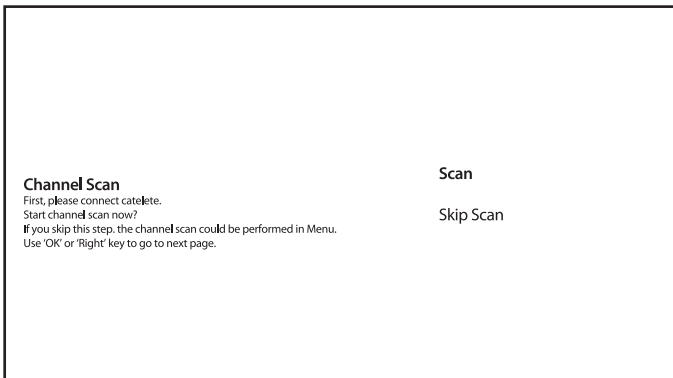 Channel Scan
First, please connect catelete.
Start channel scan now?
If you skip this step. the channel scan could be performed in Menu.
Use ‘OK’ or ‘Right’ key to go to next page.
Scan
Skip Scan